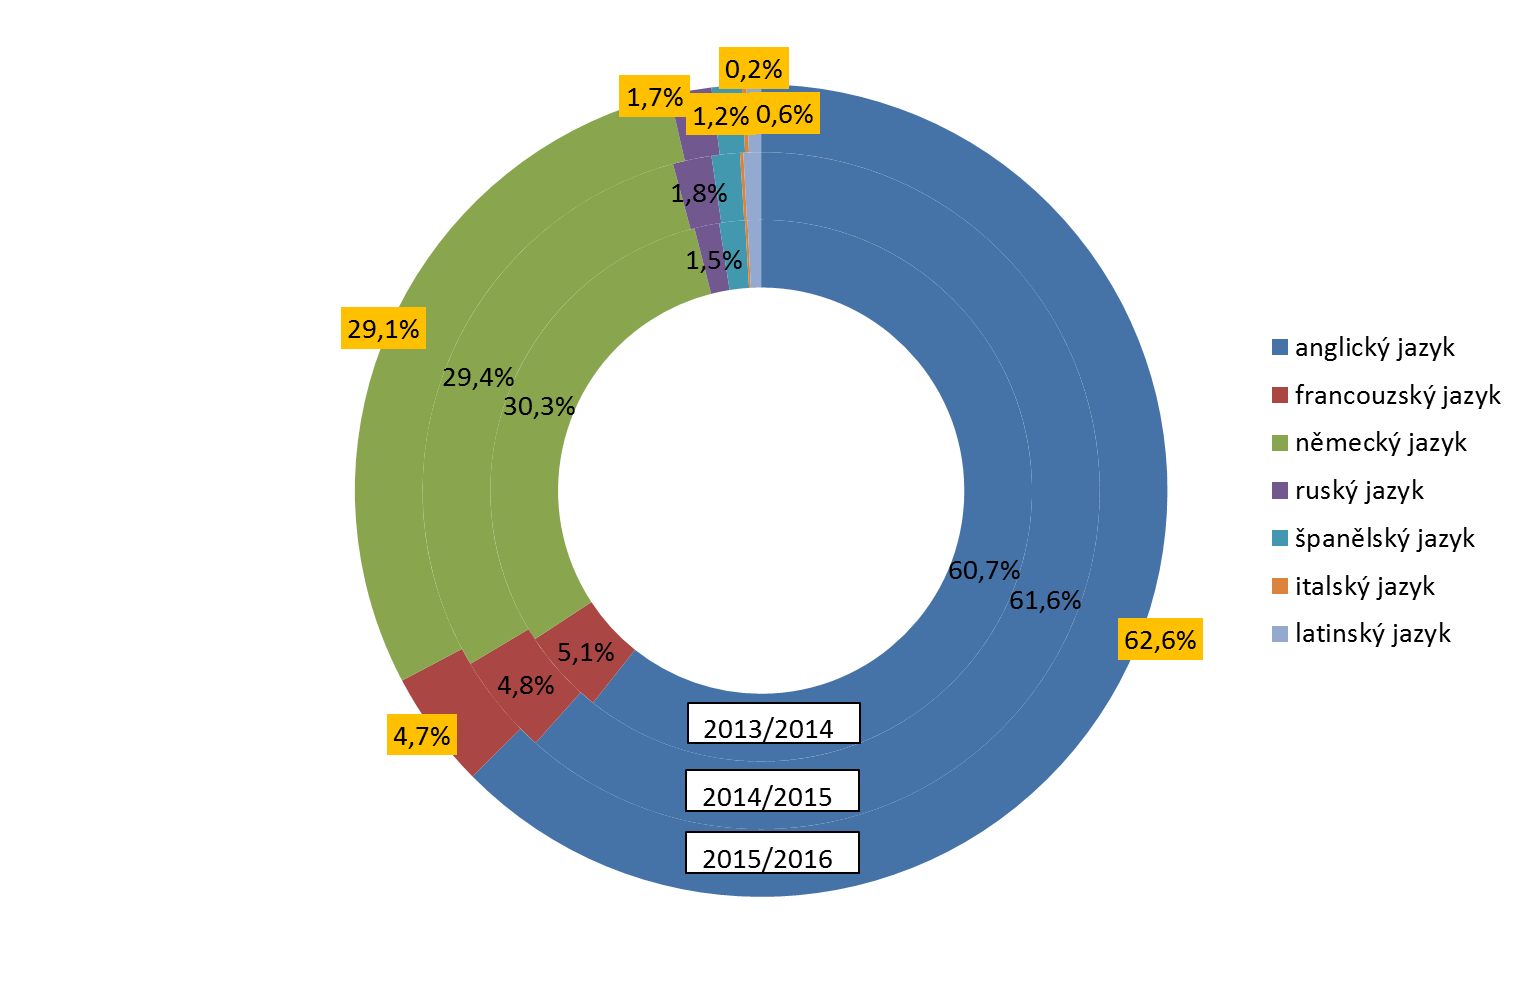 0,2%
1,7%
1,2%
0,6%
1,8%
1,5%
29,1%
29,4%
30,3%
60,7%
61,6%
62,6%
5,1%
4,8%
4,7%
2013/2014
2014/2015
2015/2016
anglický jazyk
francouzský jazyk
německý jazyk
ruský jazyk
španělský jazyk
italský jazyk
latinský jazyk